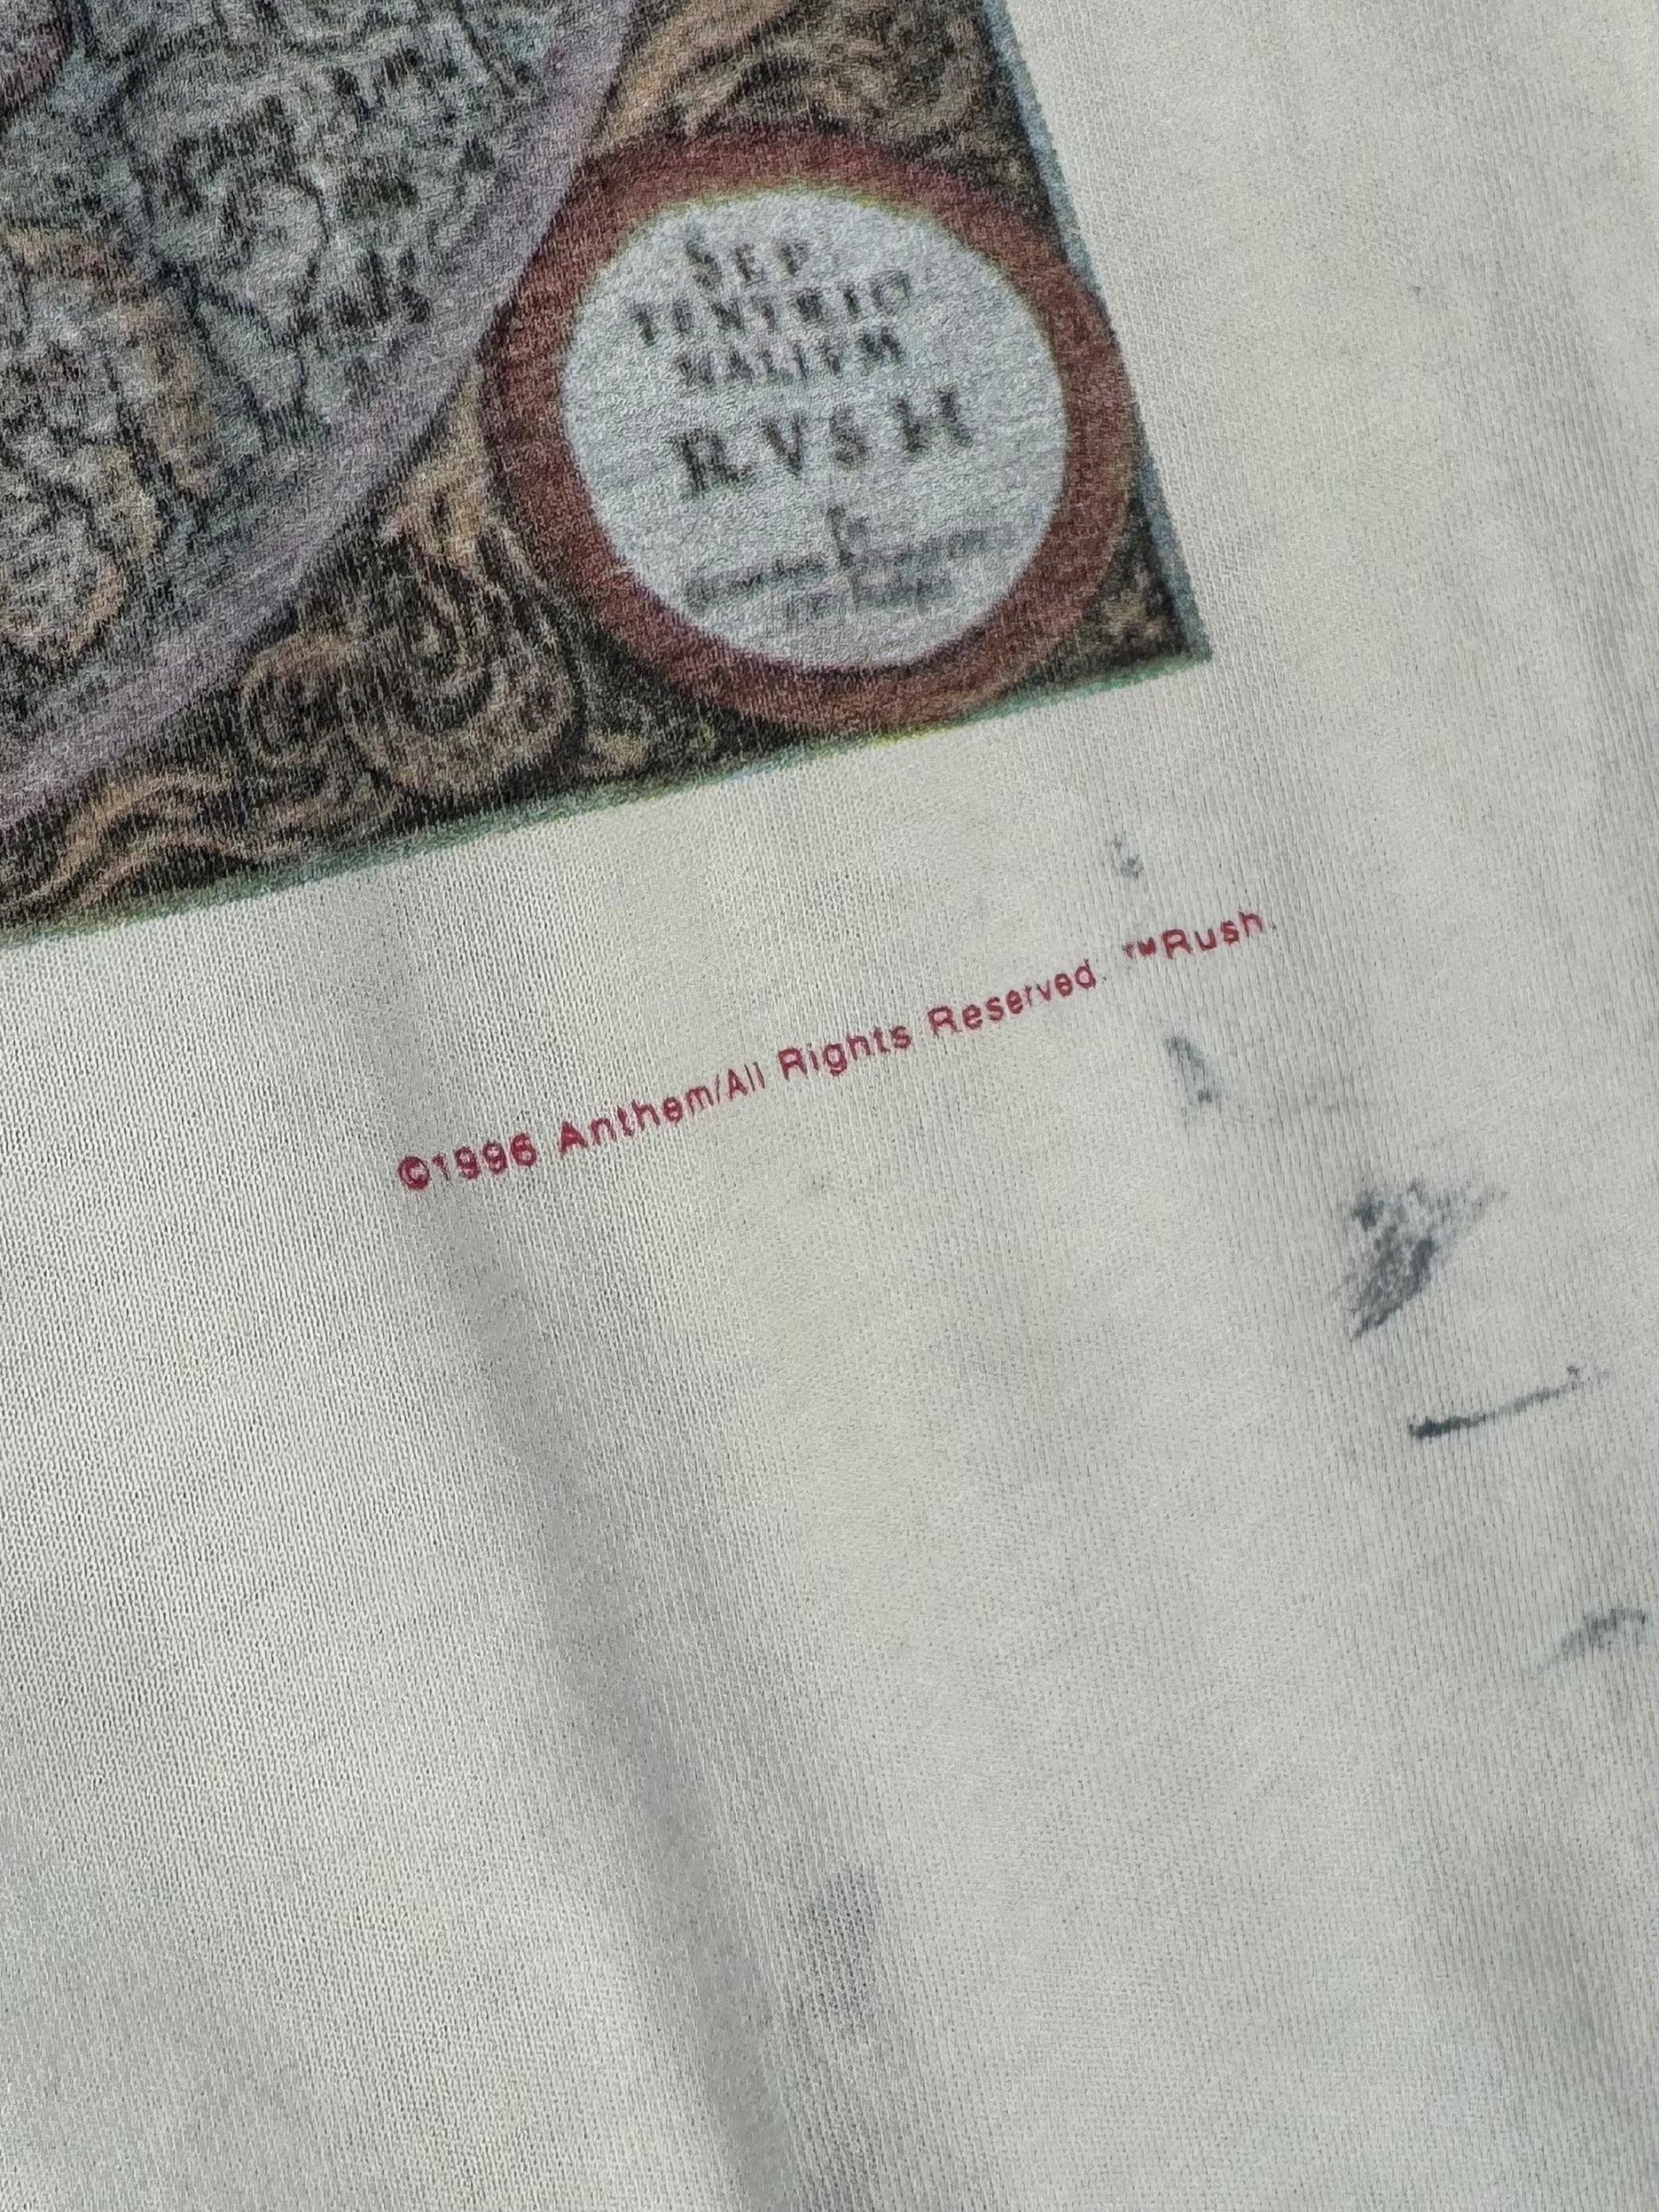 SEP
TENTRIO
NALIVM
RVSH
©1996 Anthem/All Rights Reserved. ™Rush.